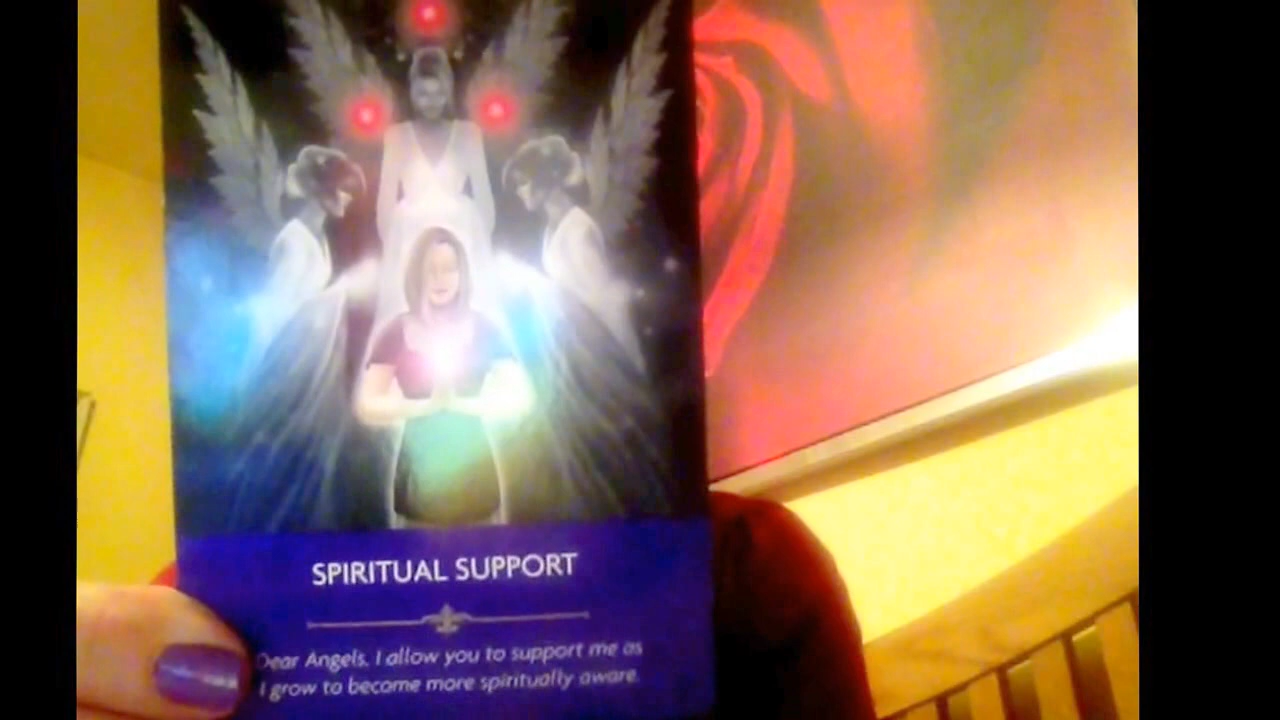 SPIRITUAL SUPPORT
Dear Angels, I allow you to support me as
I grow to become more spiritually aware.